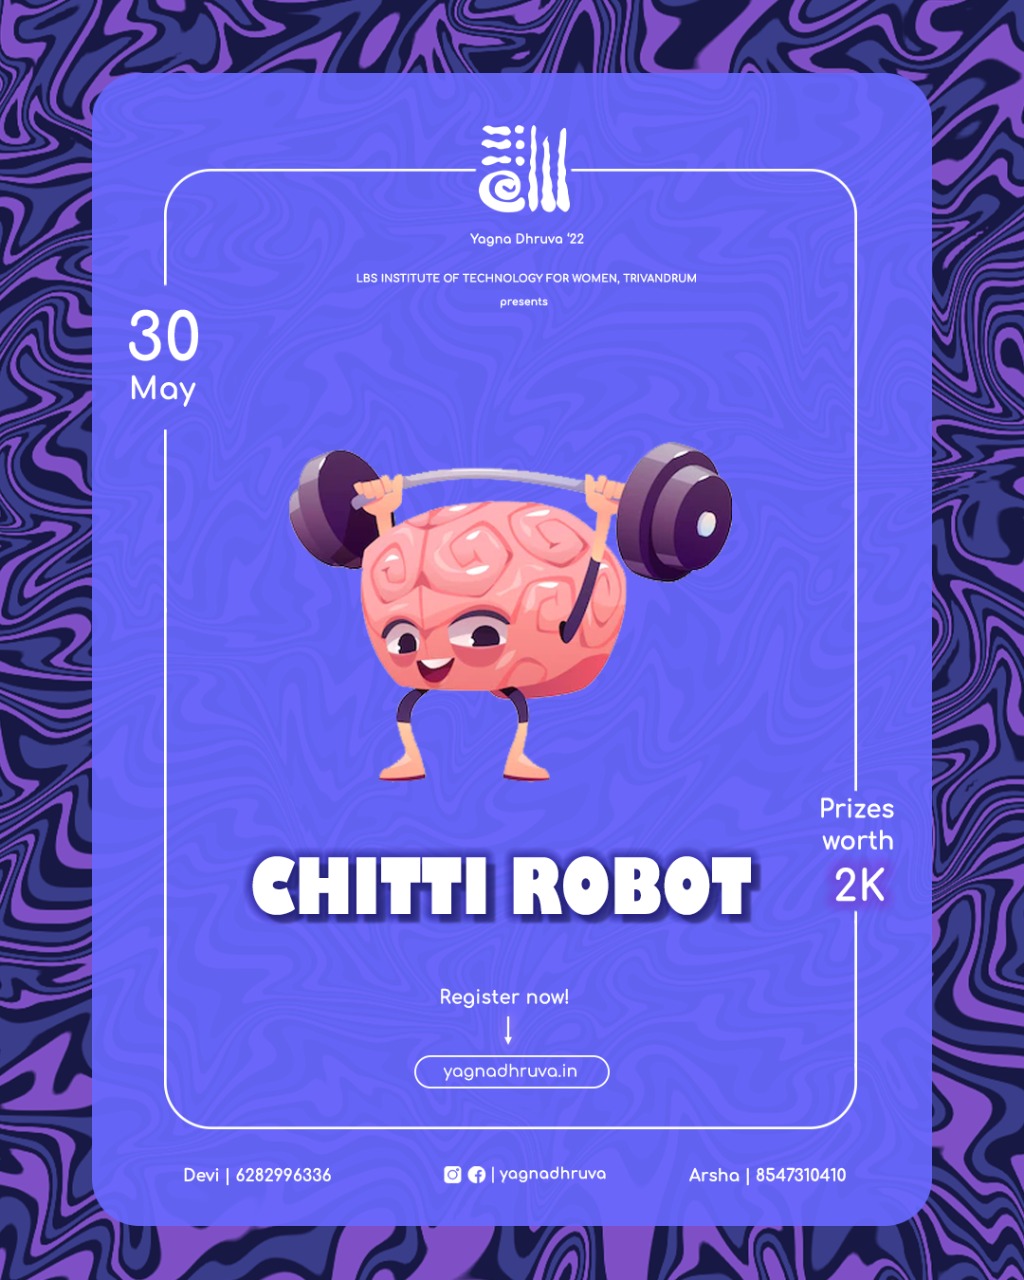 Yagna Dhruva ‘22
LBS INSTITUTE OF TECHNOLOGY FOR WOMEN, TRIVANDRUM
presents
30
May
Prizes
worth
2K
CHITTI ROBOT
Register now!
yagnadhruva.in
Devi | 6282996336
| yagnadhruva
Arsha | 8547310410